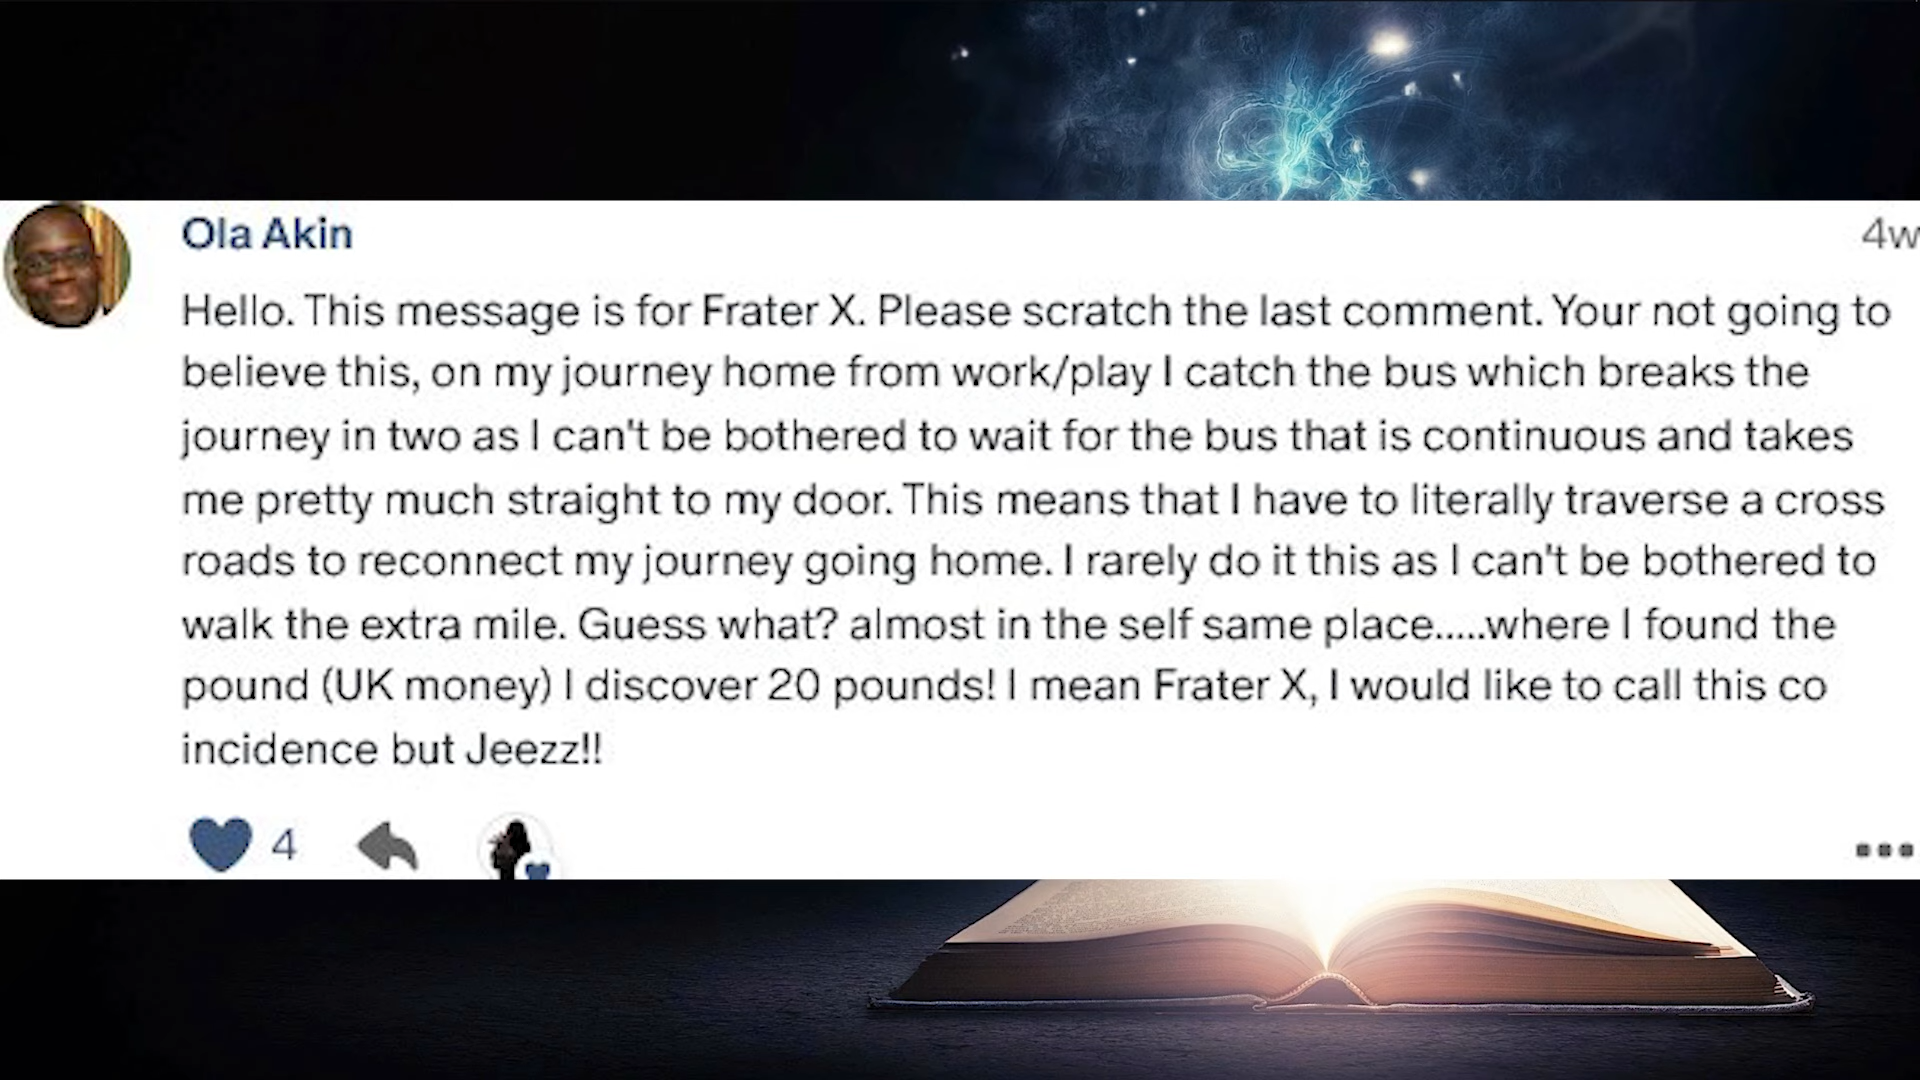 Ola Akin
4w
Hello. This message is for Frater X. Please scratch the last comment. Your not going to
believe this, on my journey home from work/play I catch the bus which breaks the
journey in two as I can't be bothered to wait for the bus that is continuous and takes
me pretty much straight to my door. This means that I have to literally traverse a cross
roads to reconnect my journey going home. I rarely do it this as I can't be bothered to
walk the extra mile. Guess what? almost in the self same place.....where I found the
pound (UK money) I discover 20 pounds! I mean Frater X, I would like to call this co
incidence but Jeezz!!
4